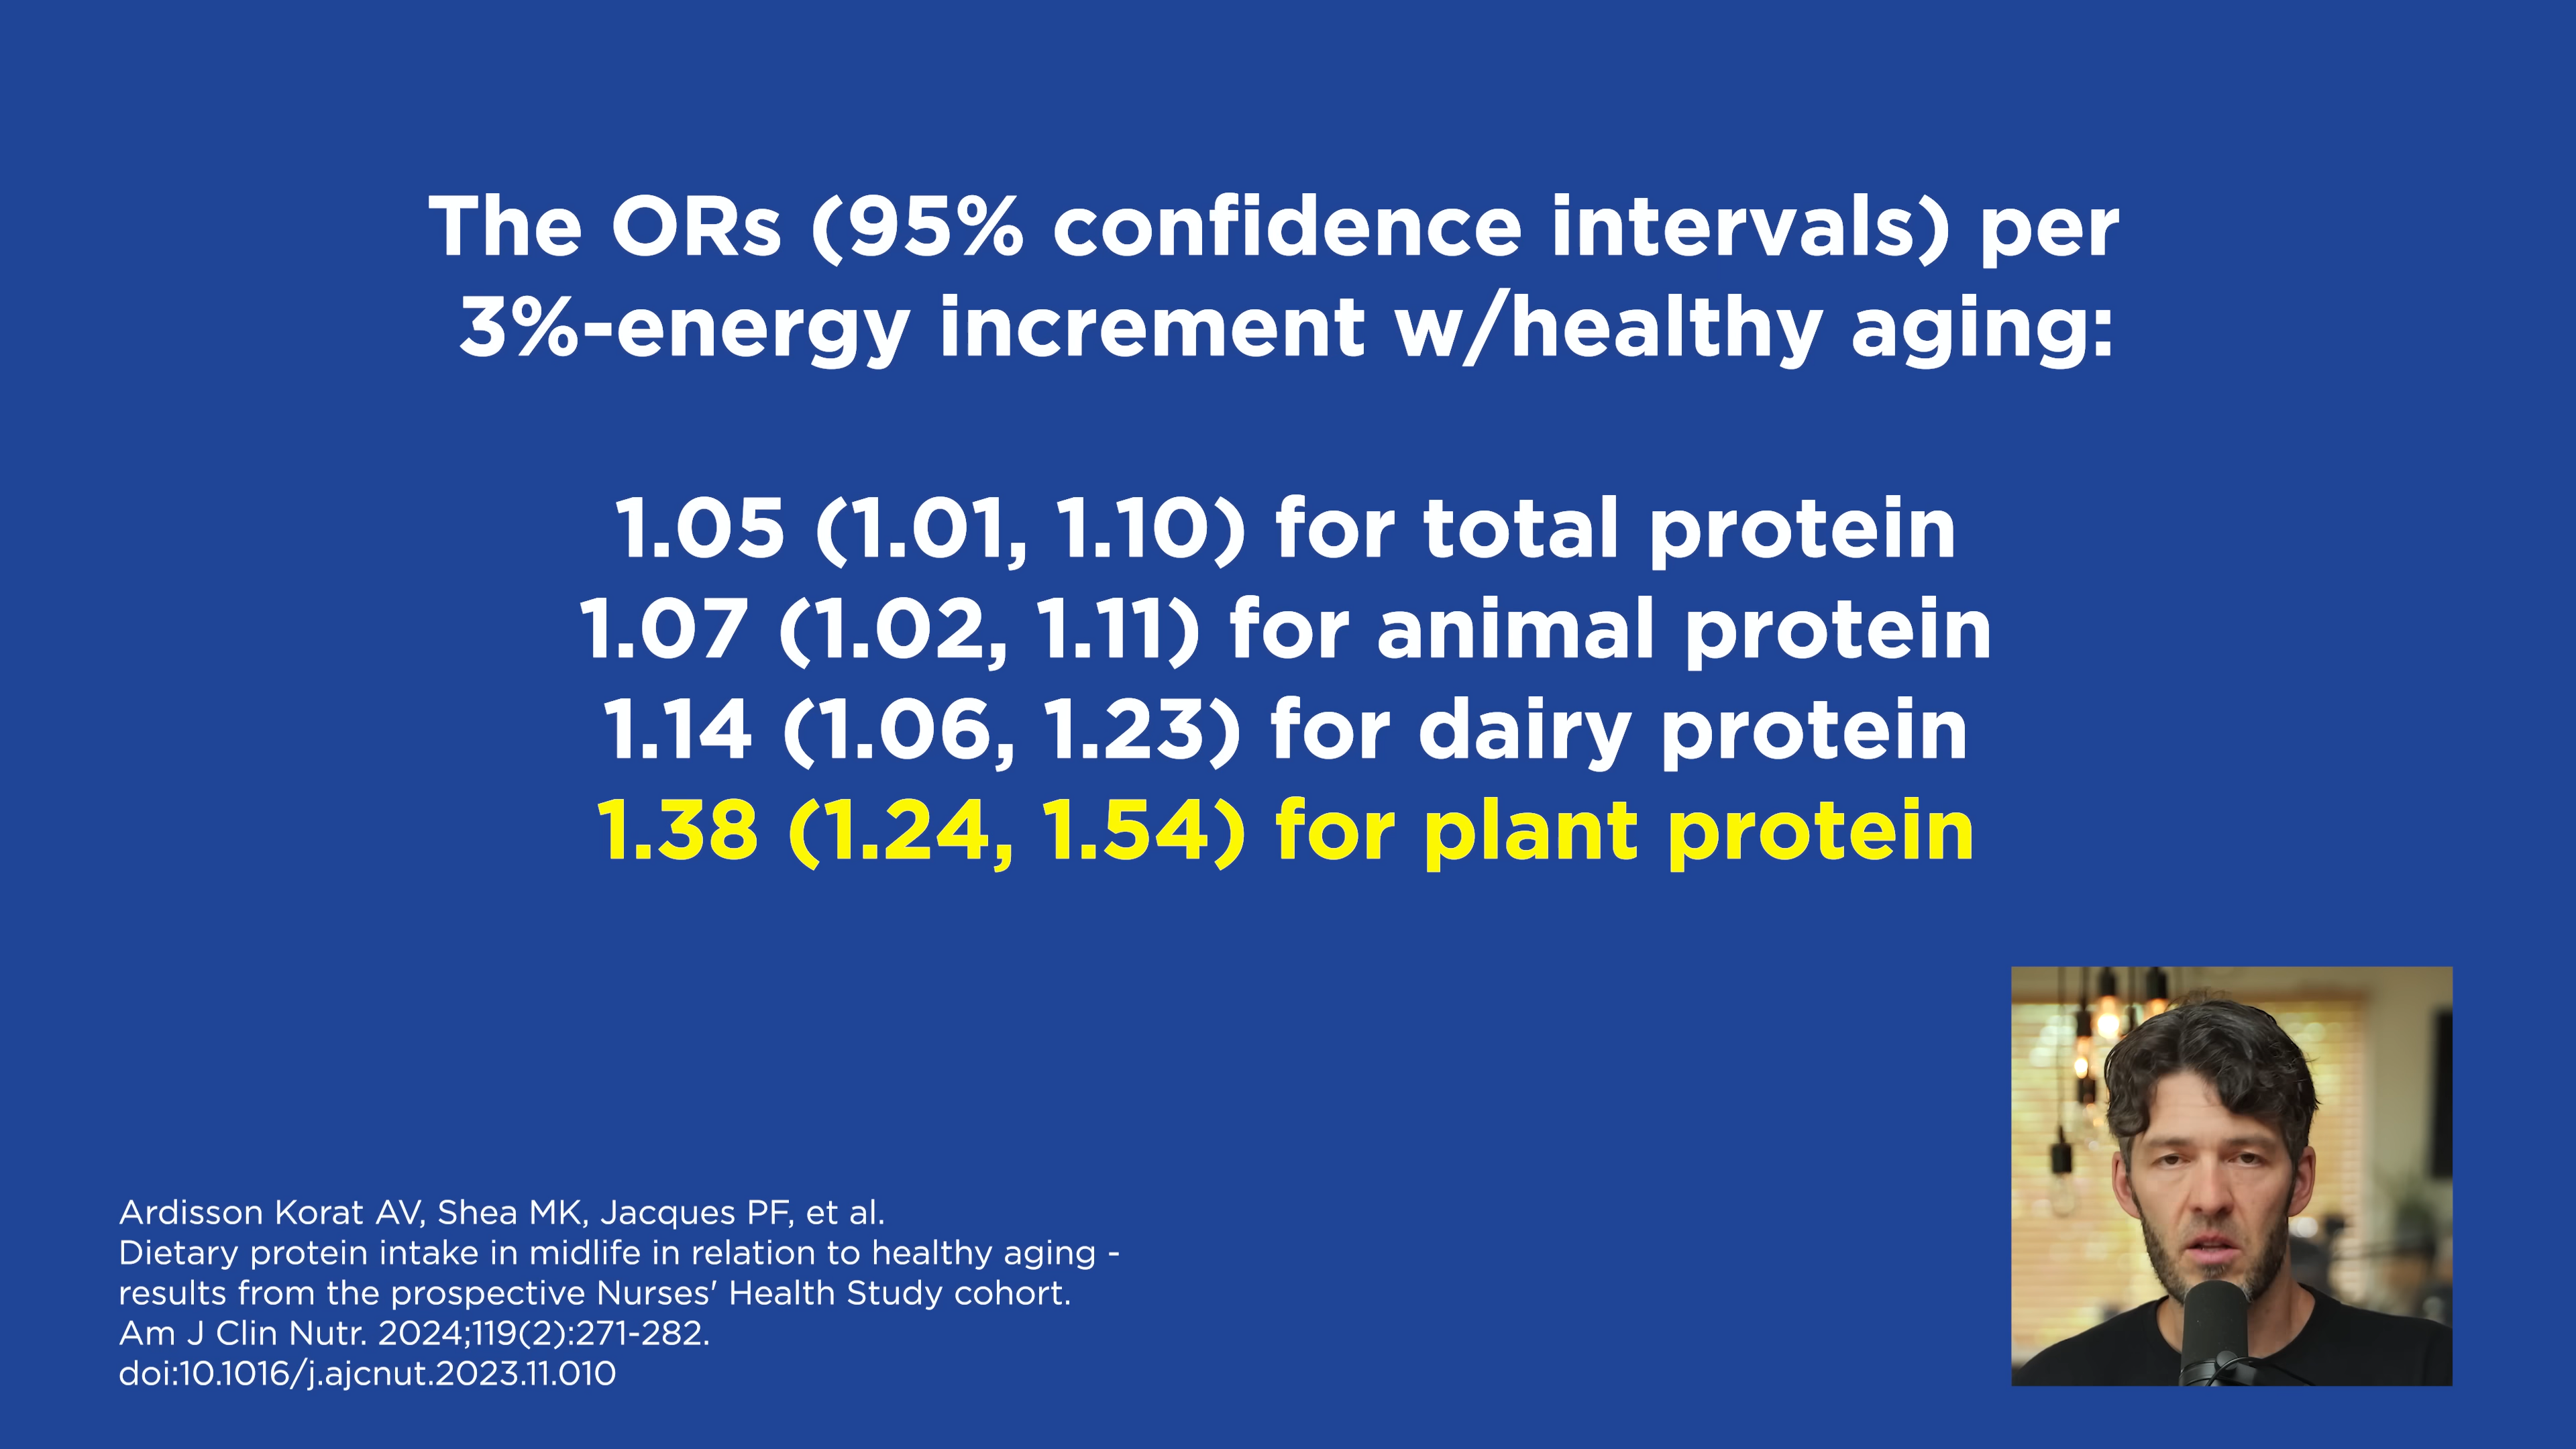 The ORs (95% confidence intervals) per
3%-energy increment w/healthy aging:
1.05 (1.01, 1.10) for total protein
1.07 (1.02, 1.11) for animal protein
1.14 (1.06, 1.23) for dairy protein
1.38 (1.24, 1.54) for plant protein
Ardisson Korat AV, Shea MK, Jacques PF, et al.
Dietary protein intake in midlife in relation to healthy aging -
results from the prospective Nurses' Health Study cohort.
Am J Clin Nutr. 2024;119(2):271-282.
doi:10.1016/j.ajcnut.2023.11.010